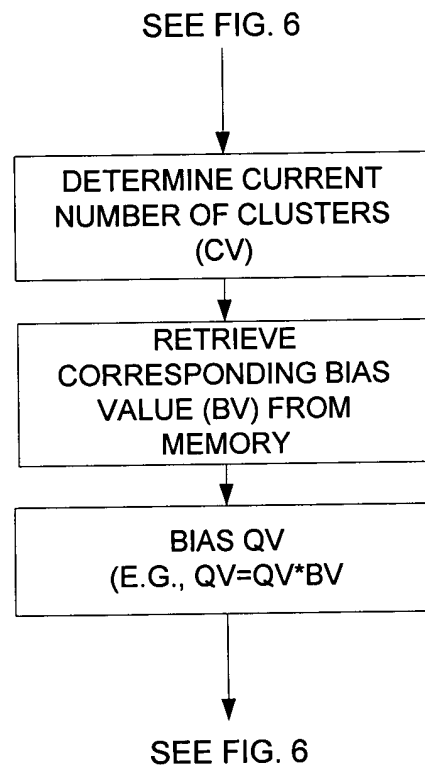 SEE FIG. 6
DETERMINE CURRENT
NUMBER OF CLUSTERS
(CV)
RETRIEVE
CORRESPONDING BIAS
VALUE (BV) FROM
MEMORY
BIAS QV
(E.G., QV=QV*BV
SEE FIG. 6